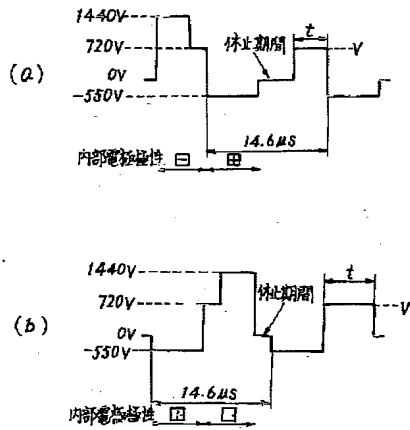 (a)
1440V
720V
0V
-550V
休止期間
t
V
14.6μs
内部電極極性 ⊟ ⊞
(b)
1440V
720V
0V
-550V
休止期間
t
V
14.6μs
内部電極極性